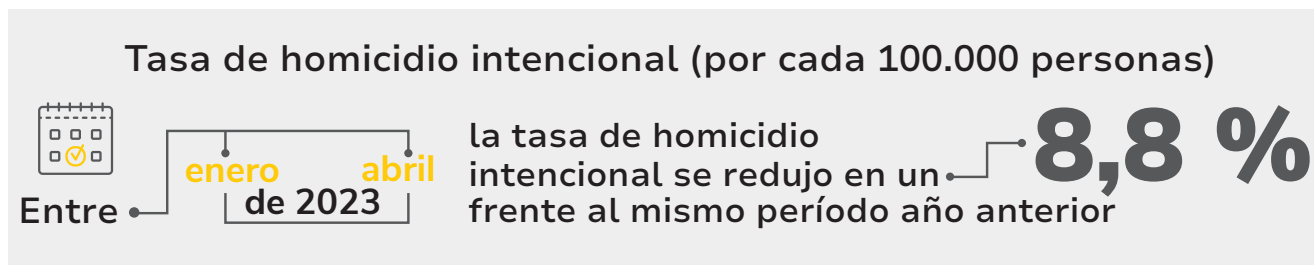 Tasa de homicidio intencional (por cada 100.000 personas)
Entre
enero
abril
de 2023
la tasa de homicidio
intencional se redujo en un
8,8 %
frente al mismo período año anterior